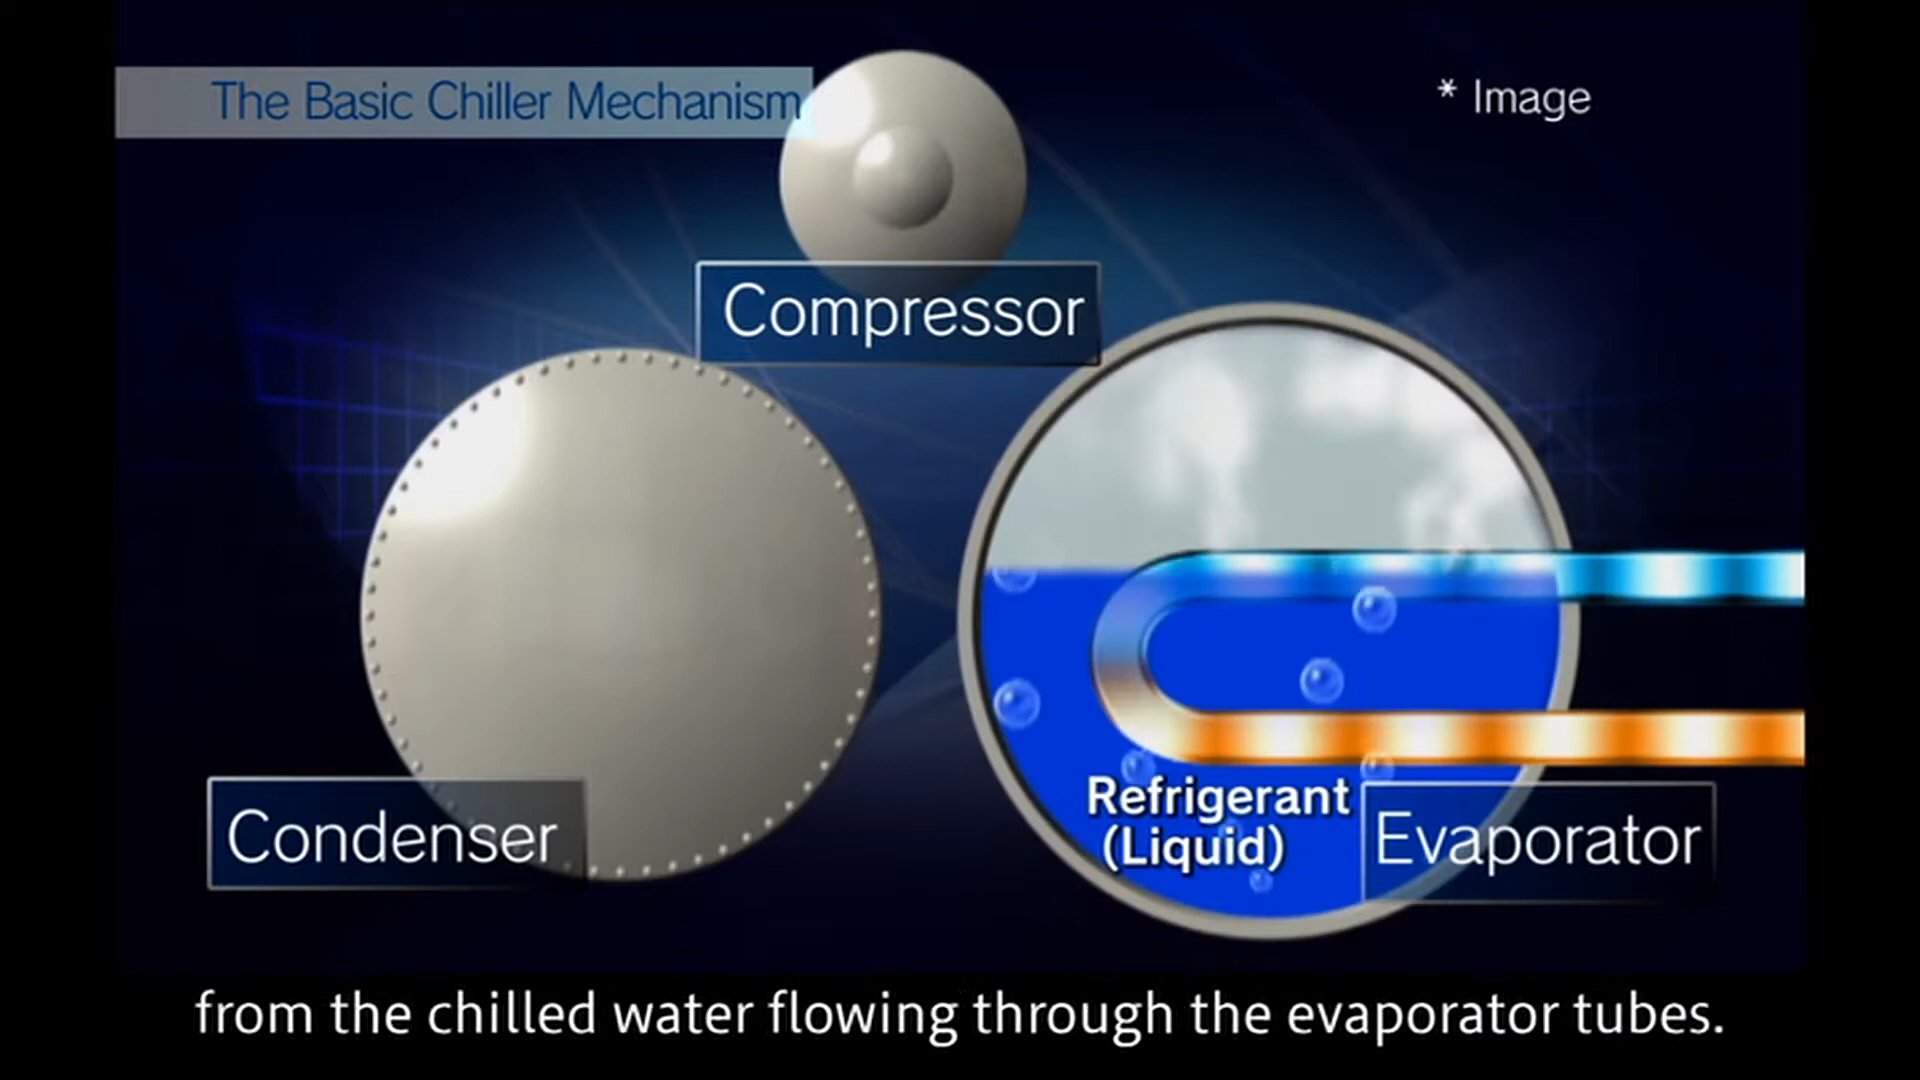 The Basic Chiller Mechanism
* Image
Compressor
Condenser
Refrigerant
(Liquid)
Evaporator
from the chilled water flowing through the evaporator tubes.